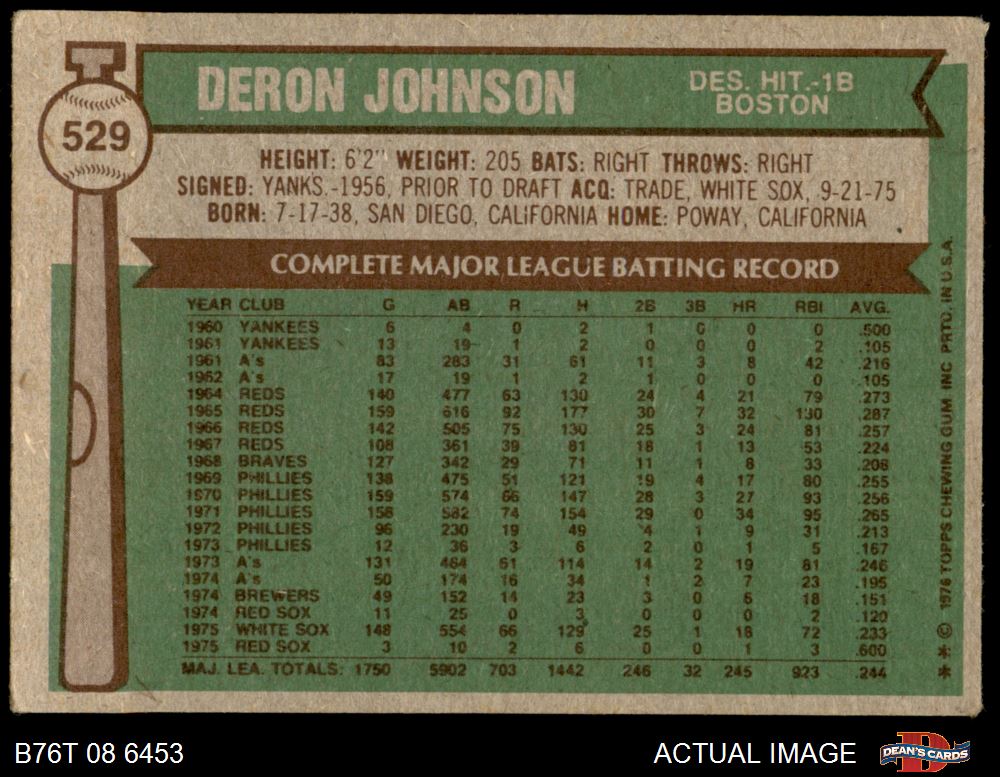 DERON JOHNSON
DES. HIT.-1B
BOSTON
529
HEIGHT: 6'2" WEIGHT: 205 BATS: RIGHT THROWS: RIGHT
SIGNED: YANKS.-1956, PRIOR TO DRAFT ACQ: TRADE, WHITE SOX, 9-21-75
BORN: 7-17-38, SAN DIEGO, CALIFORNIA HOME: POWAY, CALIFORNIA
COMPLETE MAJOR LEAGUE BATTING RECORD
YEAR CLUB G AB R H 2B 3B HR RBI AVG.
1960 YANKEES 6 4 0 2 1 0 0 0 .500
1961 YANKEES 13 19 1 2 0 0 0 2 .105
1961 A's 83 283 31 61 11 3 8 42 .216
1962 A's 17 19 1 2 1 0 0 0 .105
1964 REDS 140 477 63 130 24 4 21 79 .273
1965 REDS 159 616 92 177 30 7 32 130 .287
1966 REDS 142 505 75 130 25 3 24 81 .257
1967 REDS 108 361 39 81 18 1 13 53 .224
1968 BRAVES 127 342 29 71 11 1 8 33 .208
1969 PHILLIES 138 475 51 121 19 4 17 80 .255
1970 PHILLIES 159 574 66 147 28 3 27 93 .256
1971 PHILLIES 158 582 74 154 29 0 34 95 .265
1972 PHILLIES 96 230 19 49 4 1 9 31 .213
1973 PHILLIES 12 36 3 6 2 0 1 5 .167
1973 A's 131 464 61 114 14 2 19 81 .246
1974 A's 50 174 16 34 1 2 7 23 .195
1974 BREWERS 49 152 14 23 3 0 6 18 .151
1974 RED SOX 11 25 0 3 0 0 0 2 .120
1975 WHITE SOX 148 554 66 129 25 1 18 72 .233
1975 RED SOX 3 10 2 6 0 0 1 3 .600
MAJ. LEA. TOTALS: 1750 5902 703 1442 246 32 245 923 .244
** © 1976 TOPPS CHEWING GUM INC PRTD. IN U.S.A.
B76T 08 6453
ACTUAL IMAGE
D
DEAN'S CARDS